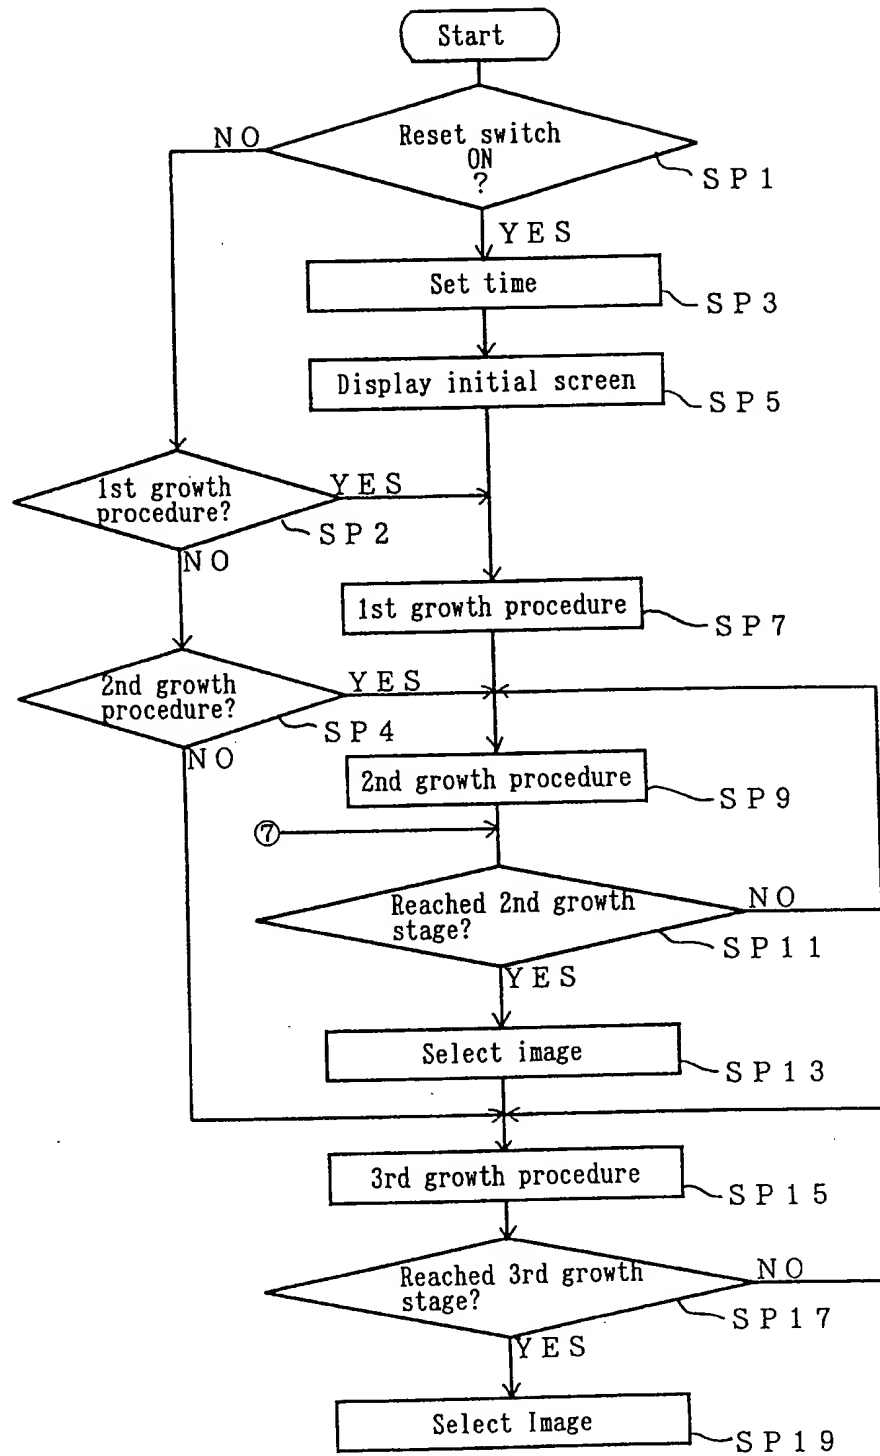 Start
Reset switch
ON
?
NO
SP1
YES
Set time
SP3
Display initial screen
SP5
1st growth
procedure?
YES
SP2
NO
1st growth procedure
SP7
2nd growth
procedure?
YES
SP4
NO
2nd growth procedure
SP9
⑦
Reached 2nd growth
stage?
NO
SP11
YES
Select image
SP13
3rd growth procedure
SP15
Reached 3rd growth
stage?
NO
SP17
YES
Select Image
SP19